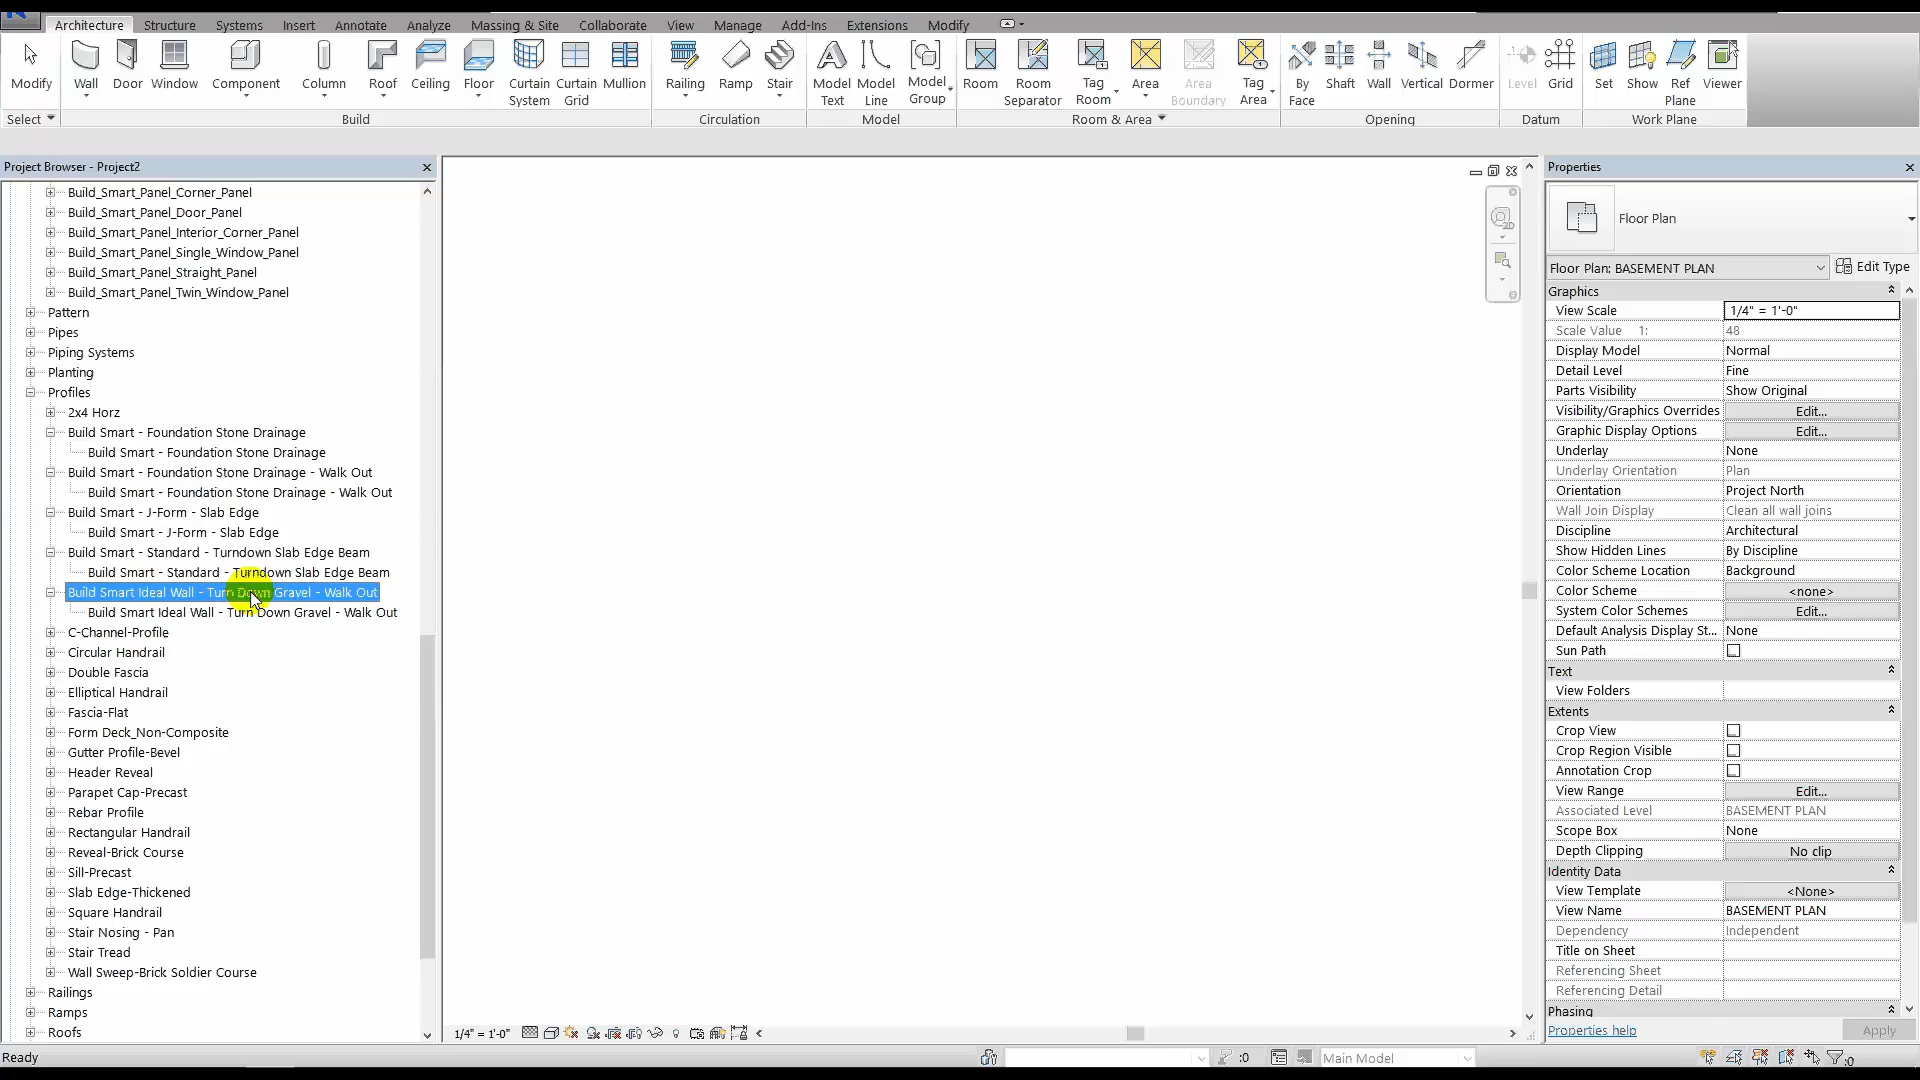 Architecture Structure Systems Insert Annotate Analyze Massing & Site Collaborate View Manage Add-Ins Extensions Modify
Modify Wall Door Window Component Column Roof Ceiling Floor Curtain System Curtain Grid Mullion Railing Ramp Stair Model Text Model Line Model Group Room Room Separator Tag Room Area Area Boundary Tag Area By Face Shaft Wall Vertical Dormer Level Grid Set Show Ref Plane Viewer
Select Build Circulation Model Room & Area Opening Datum Work Plane
Project Browser - Project2
Build_Smart_Panel_Corner_Panel
Build_Smart_Panel_Door_Panel
Build_Smart_Panel_Interior_Corner_Panel
Build_Smart_Panel_Single_Window_Panel
Build_Smart_Panel_Straight_Panel
Build_Smart_Panel_Twin_Window_Panel
Pattern
Pipes
Piping Systems
Planting
Profiles
2x4 Horz
Build Smart - Foundation Stone Drainage
Build Smart - Foundation Stone Drainage
Build Smart - Foundation Stone Drainage - Walk Out
Build Smart - Foundation Stone Drainage - Walk Out
Build Smart - J-Form - Slab Edge
Build Smart - J-Form - Slab Edge
Build Smart - Standard - Turndown Slab Edge Beam
Build Smart - Standard - Turndown Slab Edge Beam
Build Smart Ideal Wall - Turn Down Gravel - Walk Out
Build Smart Ideal Wall - Turn Down Gravel - Walk Out
C-Channel-Profile
Circular Handrail
Double Fascia
Elliptical Handrail
Fascia-Flat
Form Deck_Non-Composite
Gutter Profile-Bevel
Header Reveal
Parapet Cap-Precast
Rebar Profile
Rectangular Handrail
Reveal-Brick Course
Sill-Precast
Slab Edge-Thickened
Square Handrail
Stair Nosing - Pan
Stair Tread
Wall Sweep-Brick Soldier Course
Railings
Ramps
Roofs
2D
1/4" = 1'-0"
Properties
Floor Plan
Floor Plan: BASEMENT PLAN Edit Type
Graphics
View Scale 1/4" = 1'-0"
Scale Value 1: 48
Display Model Normal
Detail Level Fine
Parts Visibility Show Original
Visibility/Graphics Overrides Edit...
Graphic Display Options Edit...
Underlay None
Underlay Orientation Plan
Orientation Project North
Wall Join Display Clean all wall joins
Discipline Architectural
Show Hidden Lines By Discipline
Color Scheme Location Background
Color Scheme <none>
System Color Schemes Edit...
Default Analysis Display St... None
Sun Path
Text
View Folders
Extents
Crop View
Crop Region Visible
Annotation Crop
View Range Edit...
Associated Level BASEMENT PLAN
Scope Box None
Depth Clipping No clip
Identity Data
View Template <None>
View Name BASEMENT PLAN
Dependency Independent
Title on Sheet
Referencing Sheet
Referencing Detail
Phasing
Properties help Apply
Ready :0 Main Model :0